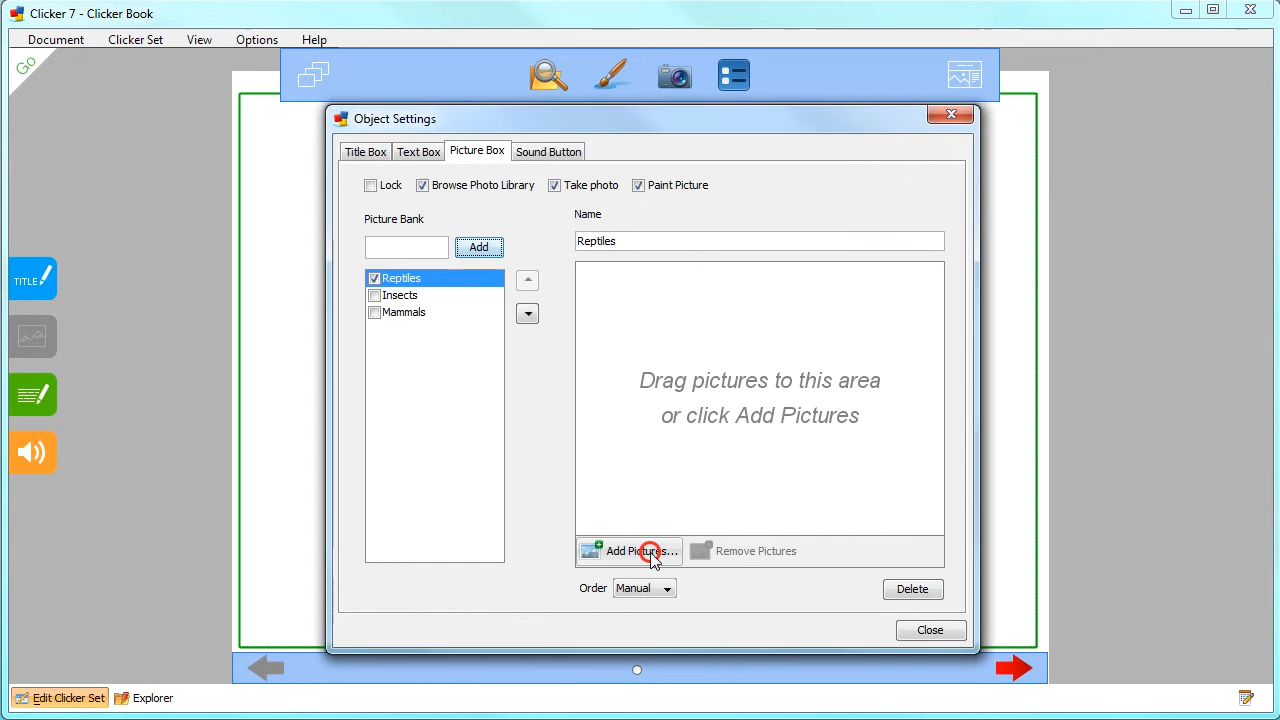 Clicker 7 - Clicker Book
Document Clicker Set View Options Help
Go
Object Settings
Title Box Text Box Picture Box Sound Button
Lock Browse Photo Library Take photo Paint Picture
Picture Bank
Name
Add
Reptiles
Reptiles
Insects
Mammals
TITLE
Drag pictures to this area
or click Add Pictures
Add Pictures... Remove Pictures
Order Manual Delete
Close
Edit Clicker Set Explorer